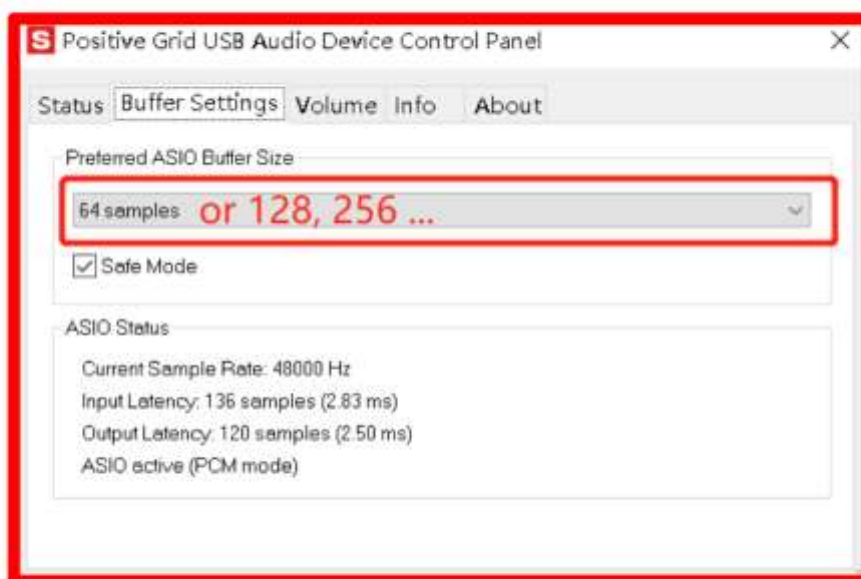 S Positive Grid USB Audio Device Control Panel
Status Buffer Settings Volume Info About
Preferred ASIO Buffer Size
64 samples or 128, 256 ...
Safe Mode
ASIO Status
Current Sample Rate: 48000 Hz
Input Latency: 136 samples (2.83 ms)
Output Latency: 120 samples (2.50 ms)
ASIO active (PCM mode)